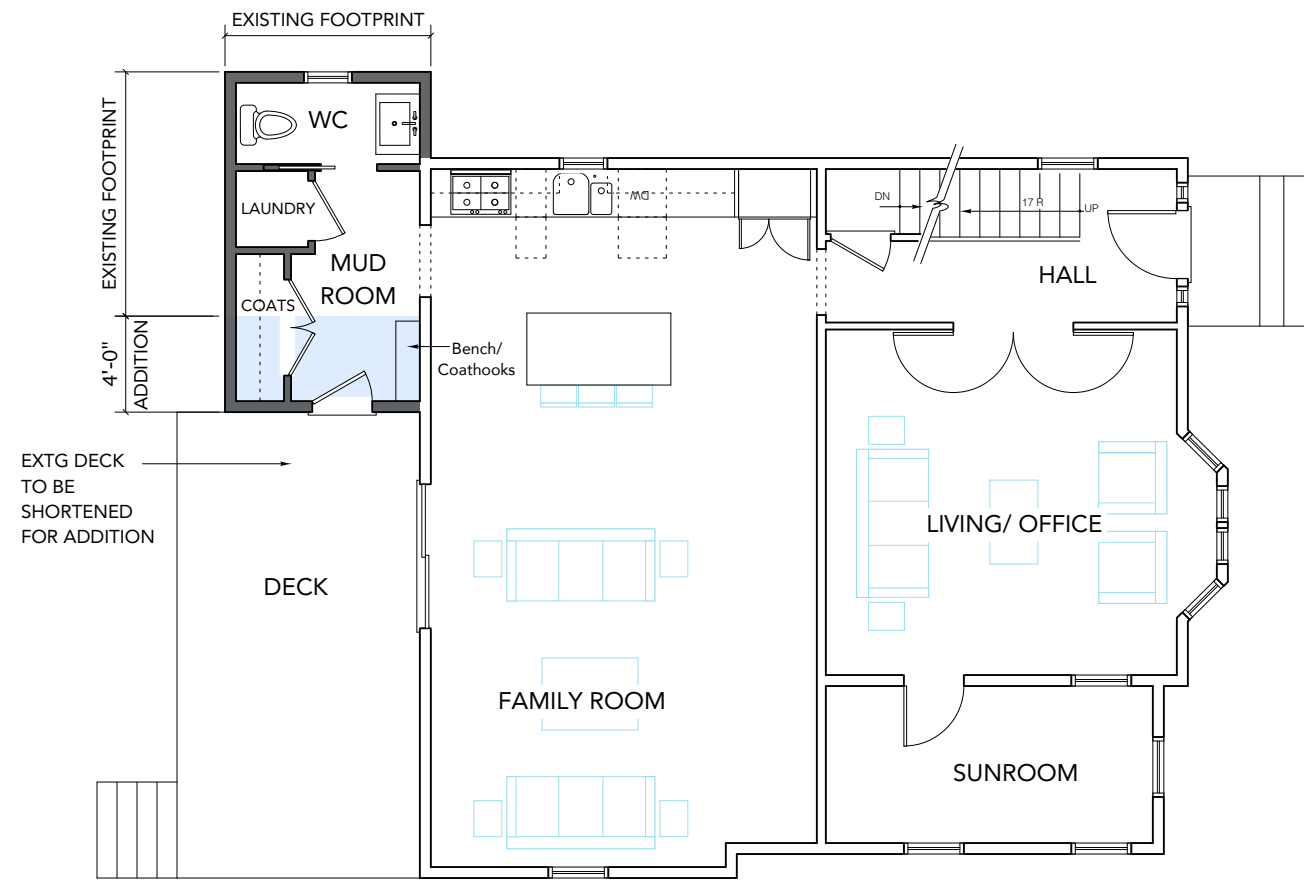 EXISTING FOOTPRINT
EXISTING FOOTPRINT
WC
LAUNDRY
MUD
ROOM
COATS
4'-0"
ADDITION
Bench/
Coathooks
DW
DN
17 R
UP
HALL
EXTG DECK
TO BE
SHORTENED
FOR ADDITION
DECK
LIVING/ OFFICE
FAMILY ROOM
SUNROOM